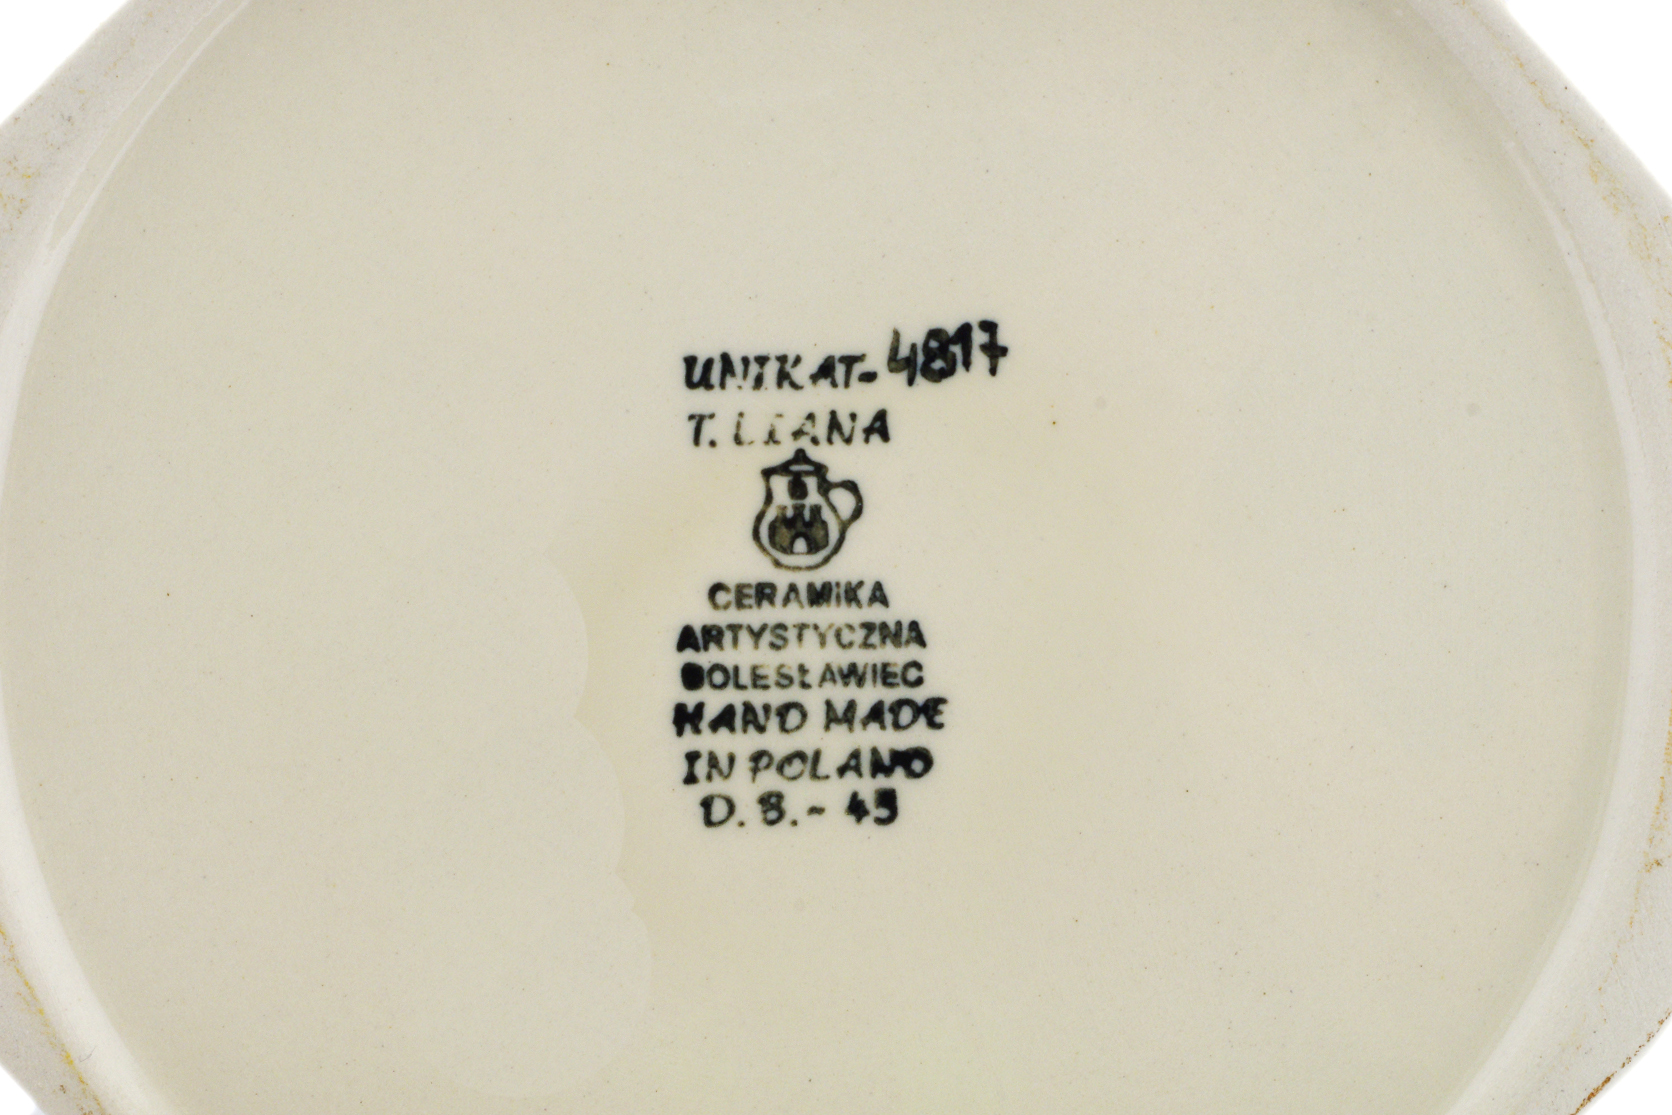 UNIKAT-4817
T. LIANA
CERAMiKA
ARTYSTYCZNA
BOLESŁAWIEC
HAND MADE
IN POLAND
D. B.- 45